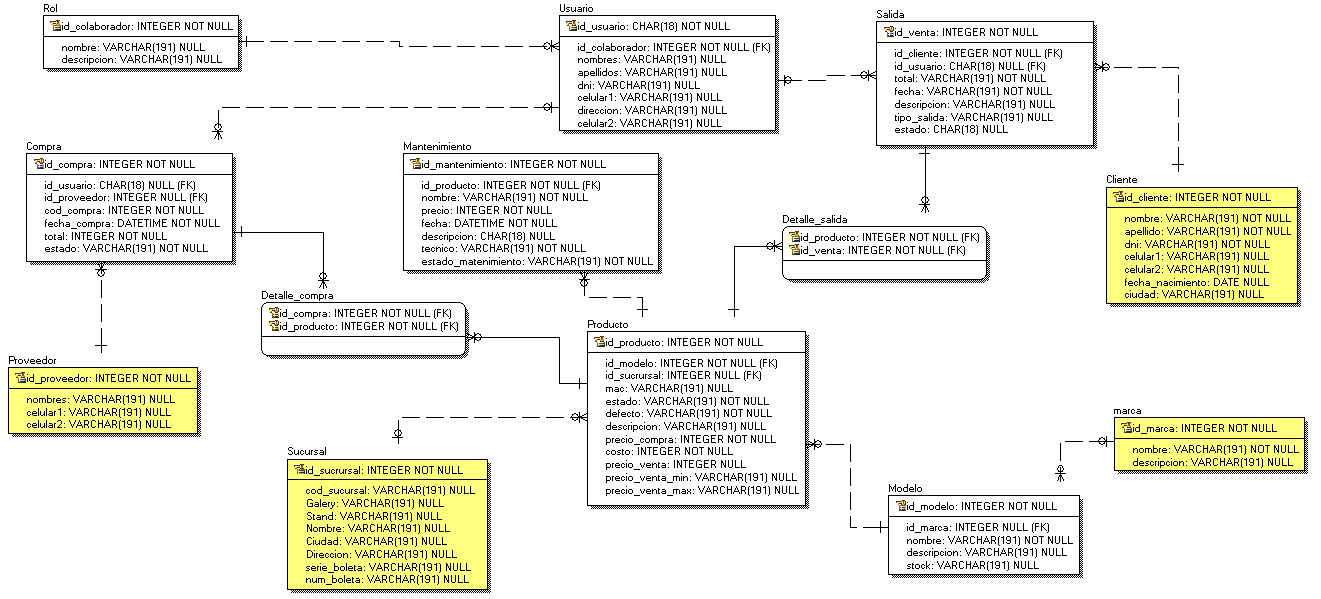 Rol
id_colaborador: INTEGER NOT NULL
nombre: VARCHAR(191) NULL
descripcion: VARCHAR(191) NULL
Usuario
id_usuario: CHAR(18) NOT NULL
id_colaborador: INTEGER NOT NULL (FK)
nombres: VARCHAR(191) NULL
apellidos: VARCHAR(191) NULL
dni: VARCHAR(191) NULL
celular1: VARCHAR(191) NULL
direccion: VARCHAR(191) NULL
celular2: VARCHAR(191) NULL
Salida
id_venta: INTEGER NOT NULL
id_cliente: INTEGER NOT NULL (FK)
id_usuario: CHAR(18) NULL (FK)
total: VARCHAR(191) NOT NULL
fecha: VARCHAR(191) NOT NULL
descripcion: VARCHAR(191) NULL
tipo_salida: VARCHAR(191) NULL
estado: CHAR(18) NULL
Compra
id_compra: INTEGER NOT NULL
id_usuario: CHAR(18) NULL (FK)
id_proveedor: INTEGER NULL (FK)
cod_compra: INTEGER NOT NULL
fecha_compra: DATETIME NOT NULL
total: INTEGER NOT NULL
estado: VARCHAR(191) NOT NULL
Mantenimiento
id_mantenimiento: INTEGER NOT NULL
id_producto: INTEGER NOT NULL (FK)
nombre: VARCHAR(191) NOT NULL
precio: INTEGER NOT NULL
fecha: DATETIME NOT NULL
descripcion: CHAR(18) NULL
tecnico: VARCHAR(191) NOT NULL
estado_matenimiento: VARCHAR(191) NOT NULL
Cliente
id_cliente: INTEGER NOT NULL
nombre: VARCHAR(191) NOT NULL
apellido: VARCHAR(191) NOT NULL
dni: VARCHAR(191) NOT NULL
celular1: VARCHAR(191) NULL
celular2: VARCHAR(191) NULL
fecha_nacimiento: DATE NULL
ciudad: VARCHAR(191) NULL
Detalle_salida
id_producto: INTEGER NOT NULL (FK)
id_venta: INTEGER NOT NULL (FK)
Detalle_compra
id_compra: INTEGER NOT NULL (FK)
id_producto: INTEGER NOT NULL (FK)
Producto
id_producto: INTEGER NOT NULL
id_modelo: INTEGER NOT NULL (FK)
id_sucrursal: INTEGER NULL (FK)
mac: VARCHAR(191) NULL
estado: VARCHAR(191) NOT NULL
defecto: VARCHAR(191) NOT NULL
descripcion: VARCHAR(191) NULL
precio_compra: INTEGER NOT NULL
costo: INTEGER NOT NULL
precio_venta: INTEGER NULL
precio_venta_min: VARCHAR(191) NULL
precio_venta_max: VARCHAR(191) NULL
Proveedor
id_proveedor: INTEGER NOT NULL
nombres: VARCHAR(191) NULL
celular1: VARCHAR(191) NULL
celular2: VARCHAR(191) NULL
marca
id_marca: INTEGER NOT NULL
nombre: VARCHAR(191) NOT NULL
descripcion: VARCHAR(191) NULL
Sucursal
id_sucrursal: INTEGER NOT NULL
cod_sucursal: VARCHAR(191) NULL
Galery: VARCHAR(191) NULL
Stand: VARCHAR(191) NULL
Nombre: VARCHAR(191) NULL
Ciudad: VARCHAR(191) NULL
Direccion: VARCHAR(191) NULL
serie_boleta: VARCHAR(191) NULL
num_boleta: VARCHAR(191) NULL
Modelo
id_modelo: INTEGER NOT NULL
id_marca: INTEGER NULL (FK)
nombre: VARCHAR(191) NOT NULL
descripcion: VARCHAR(191) NULL
stock: VARCHAR(191) NULL